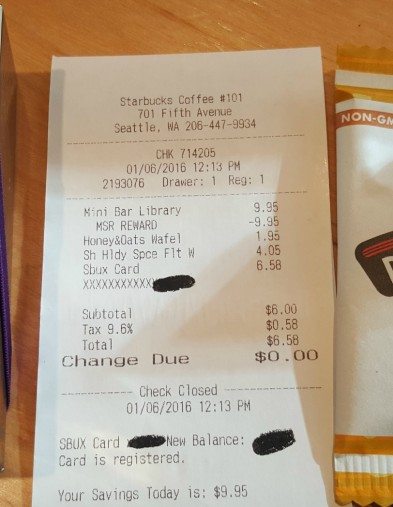 Starbucks Coffee #101
701 Fifth Avenue
Seattle, WA 206-447-9934
CHK 714205
01/06/2016 12:13 PM
2193076 Drawer: 1 Reg: 1
Mini Bar Library 9.95
MSR REWARD -9.95
Honey&Oats Wafel 1.95
Sh Hldy Spce Flt W 4.05
Sbux Card 6.58
XXXXXXXXXXX
Subtotal $6.00
Tax 9.6% $0.58
Total $6.58
Change Due $0.00
Check Closed
01/06/2016 12:13 PM
SBUX Card New Balance:
Card is registered.
Your Savings Today is: $9.95
NON-GM